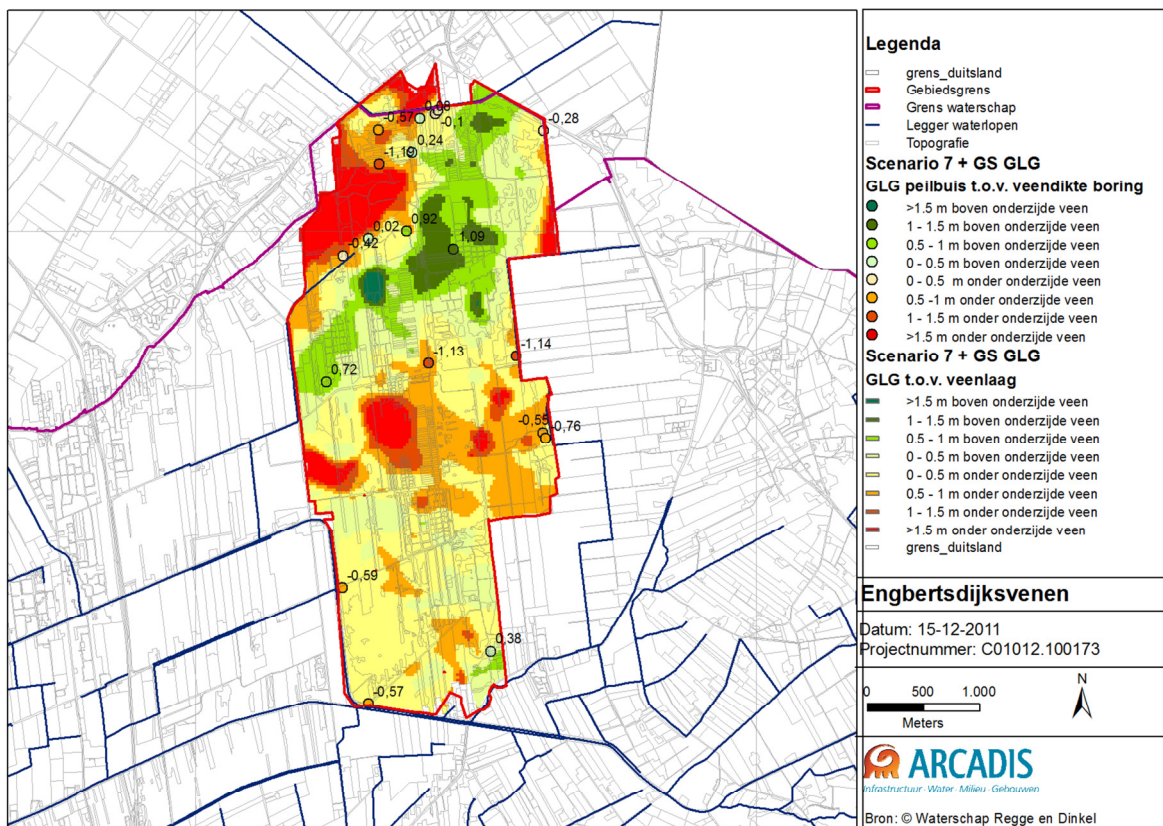 0,08
-0,57
-0,1
-0,28
0,24
-1,19
0,92
0,02
-0,42
1,09
-1,13
-1,14
0,72
-0,55
-0,76
-0,59
0,38
-0,57
Legenda
grens_duitsland
Gebiedsgrens
Grens waterschap
Legger waterlopen
Topografie
Scenario 7 + GS GLG
GLG peilbuis t.o.v. veendikte boring
>1.5 m boven onderzijde veen
1 - 1.5 m boven onderzijde veen
0.5 - 1 m boven onderzijde veen
0 - 0.5 m boven onderzijde veen
0 - 0.5 m onder onderzijde veen
0.5 -1 m onder onderzijde veen
1 - 1.5 m onder onderzijde veen
>1.5 m onder onderzijde veen
Scenario 7 + GS GLG
GLG t.o.v. veenlaag
>1.5 m boven onderzijde veen
1 - 1.5 m boven onderzijde veen
0.5 - 1 m boven onderzijde veen
0 - 0.5 m boven onderzijde veen
0 - 0.5 m onder onderzijde veen
0.5 - 1 m onder onderzijde veen
1 - 1.5 m onder onderzijde veen
>1.5 m onder onderzijde veen
grens_duitsland
Engbertsdijksvenen
Datum: 15-12-2011
Projectnummer: C01012.100173
0 500 1.000
Meters
N
ARCADIS
Infrastructuur · Water · Milieu · Gebouwen
Bron: © Waterschap Regge en Dinkel